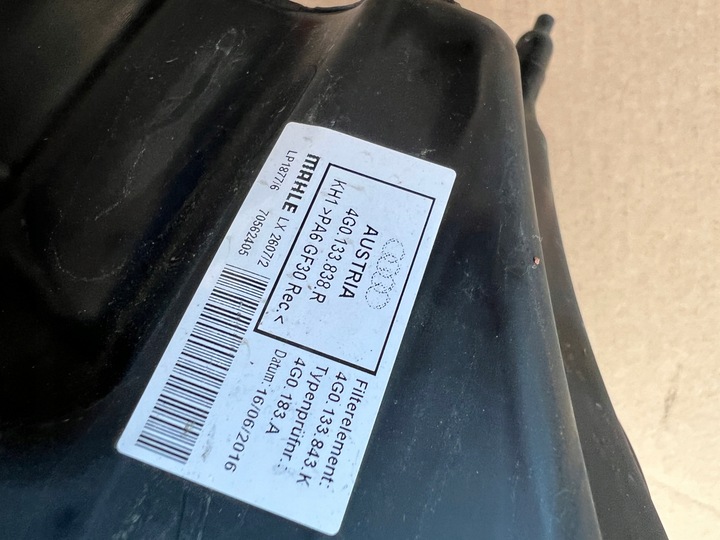 AUSTRIA
4G0.133.838.R
KH1 >PA6 GF30 Rec.<
MAHLE LX 2607/2
LP18776 70562405
Filterelement:
4G0.133.843.K
Typenprüfnr.:
4G0.183.A
Datum: 16/06/2016